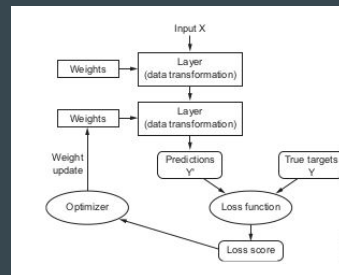 Input X
Layer
(data transformation)
Weights
Layer
(data transformation)
Weights
Weight
update
Predictions
Y'
True targets
Y
Optimizer
Loss function
Loss score